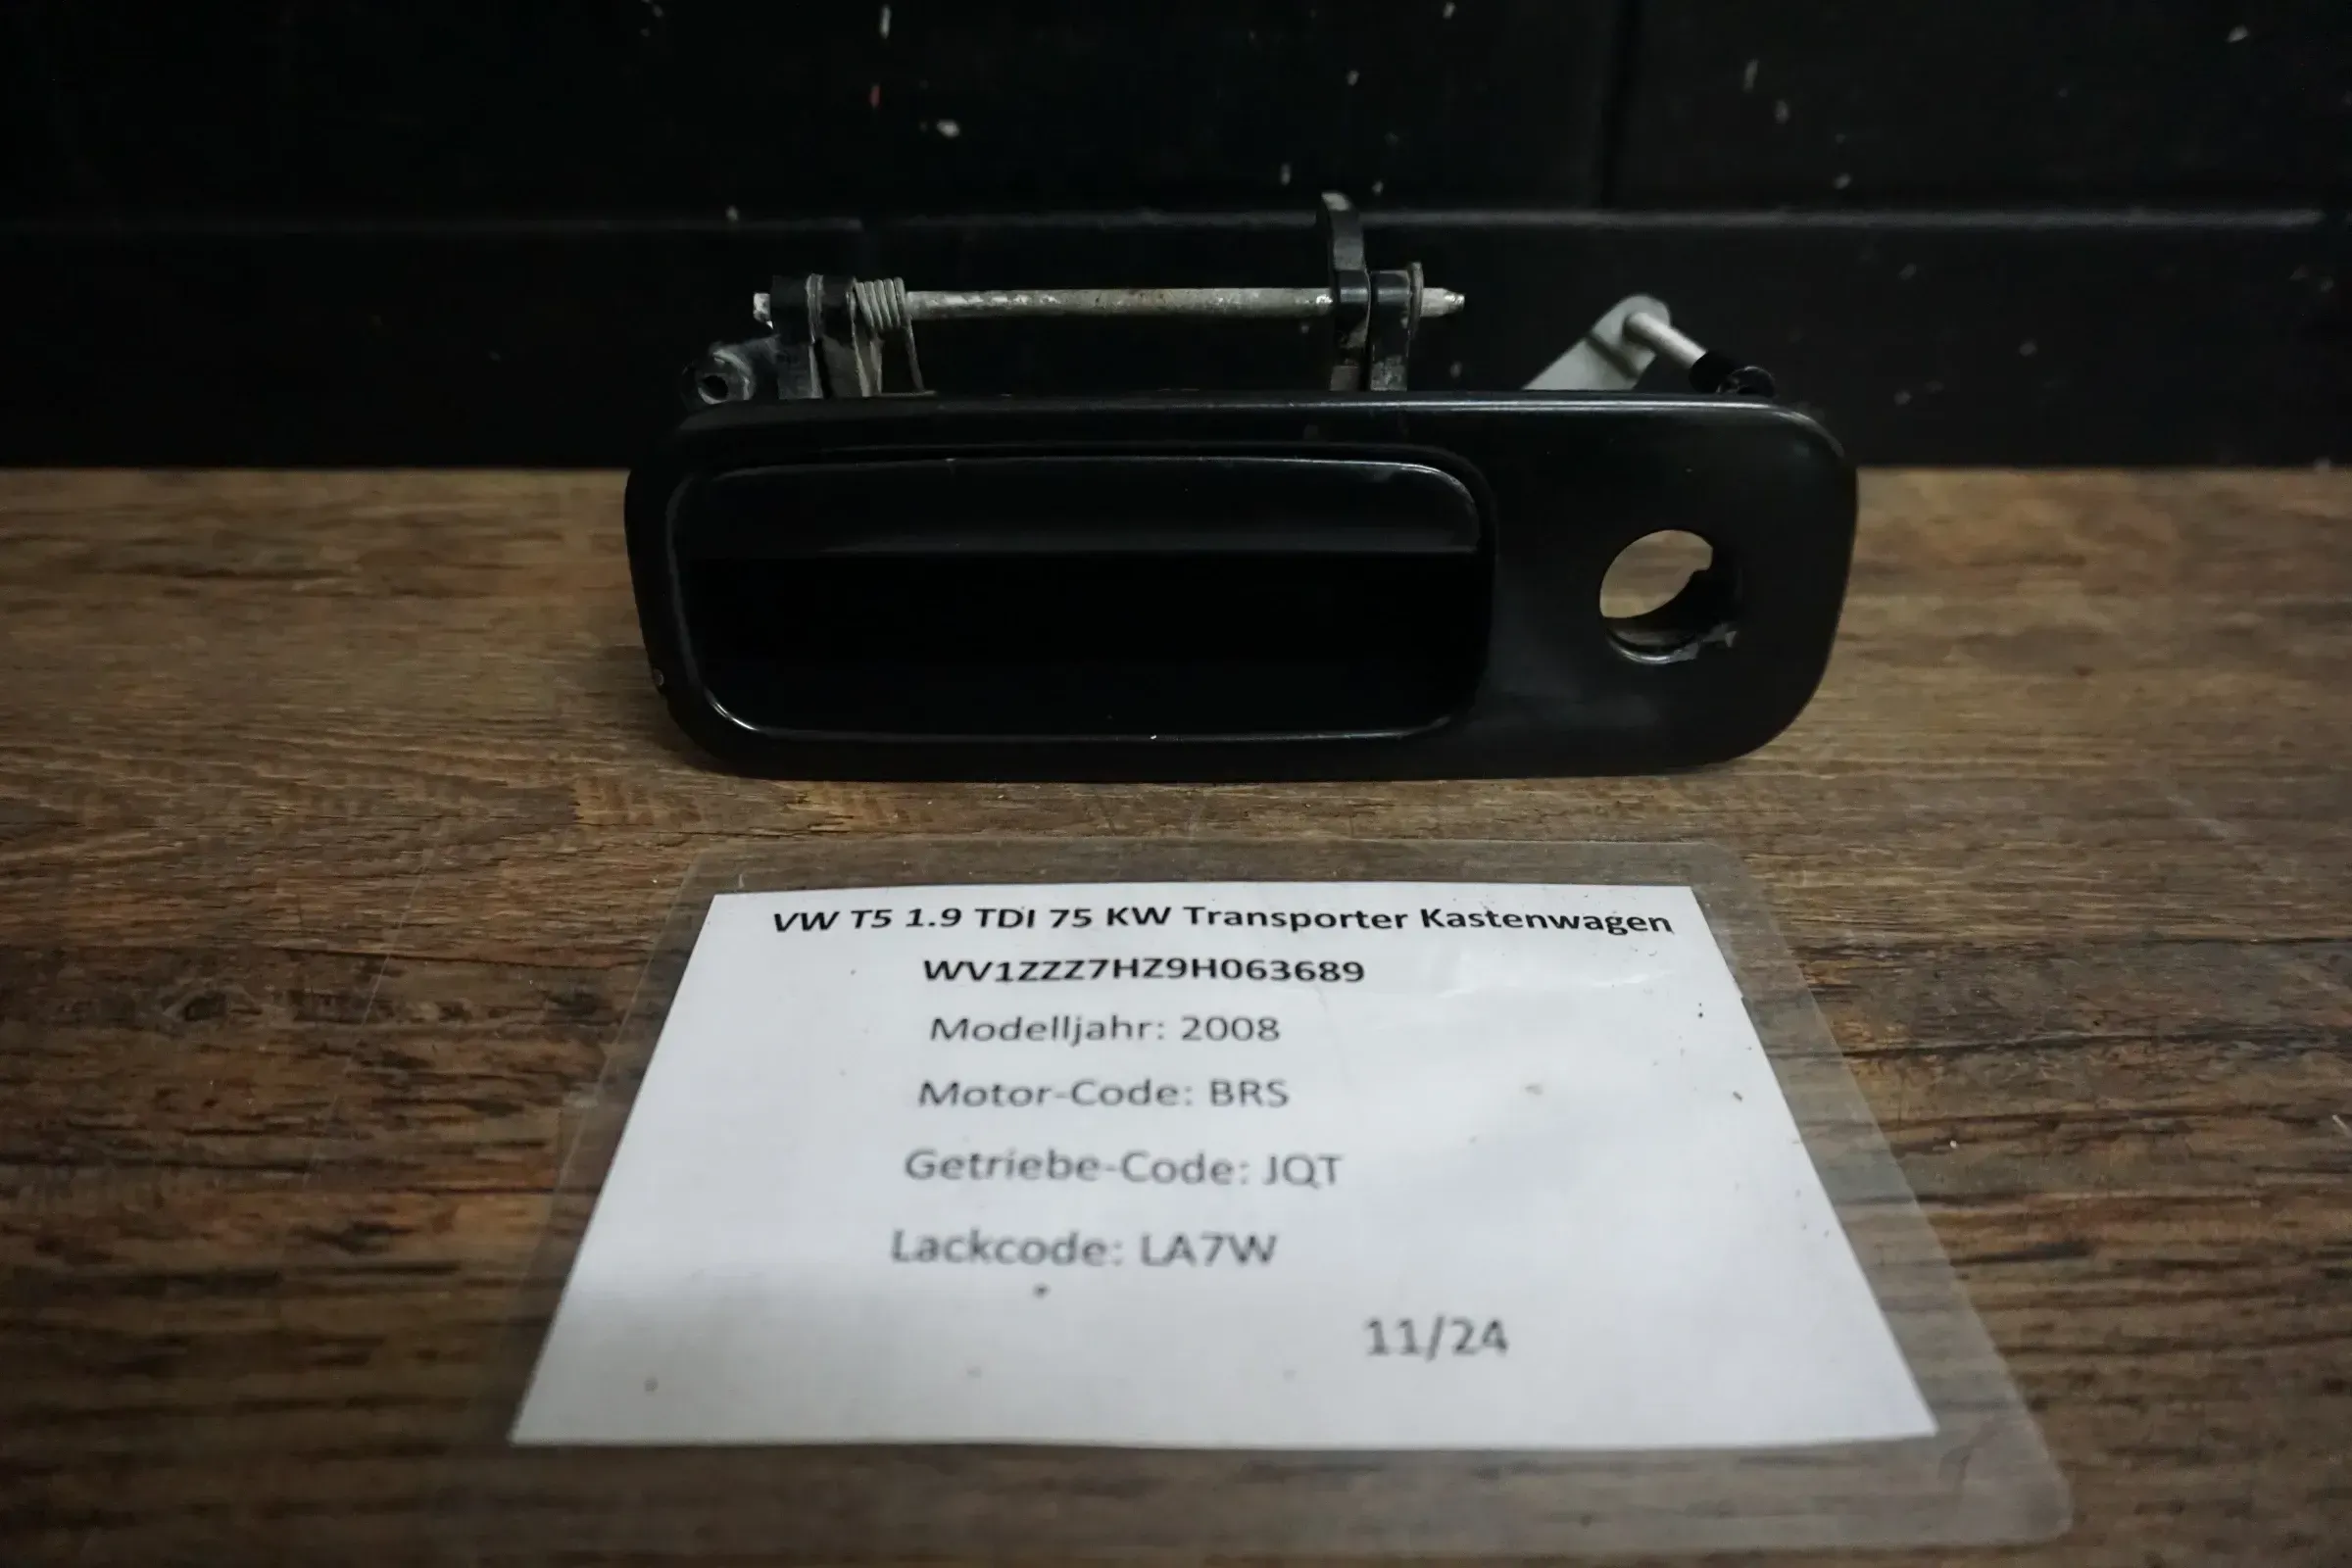 VW T5 1.9 TDI 75 KW Transporter Kastenwagen
WV1ZZZ7HZ9H063689
Modelljahr: 2008
Motor-Code: BRS
Getriebe-Code: JQT
Lackcode: LA7W
11/24